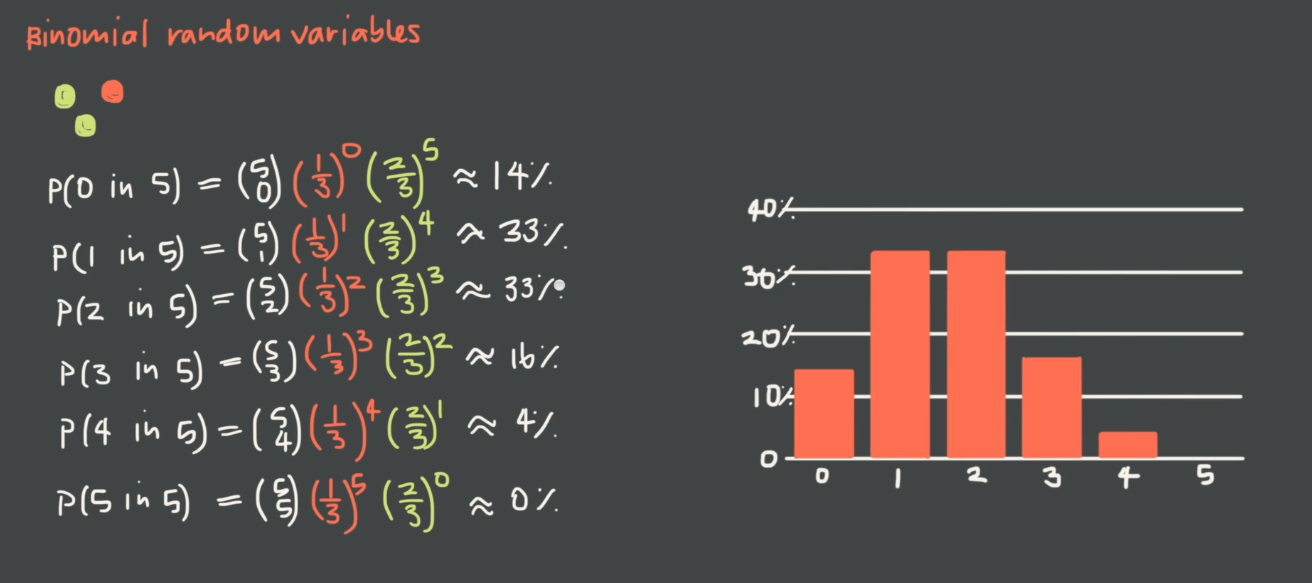 Binomial random variables
P(0 in 5) = (5 0) (1/3)^0 (2/3)^5 ≈ 14%
P(1 in 5) = (5 1) (1/3)^1 (2/3)^4 ≈ 33%
P(2 in 5) = (5 2) (1/3)^2 (2/3)^3 ≈ 33%
P(3 in 5) = (5 3) (1/3)^3 (2/3)^2 ≈ 16%
P(4 in 5) = (5 4) (1/3)^4 (2/3)^1 ≈ 4%
P(5 in 5) = (5 5) (1/3)^5 (2/3)^0 ≈ 0%
40%
30%
20%
10%
0
0 1 2 3 4 5